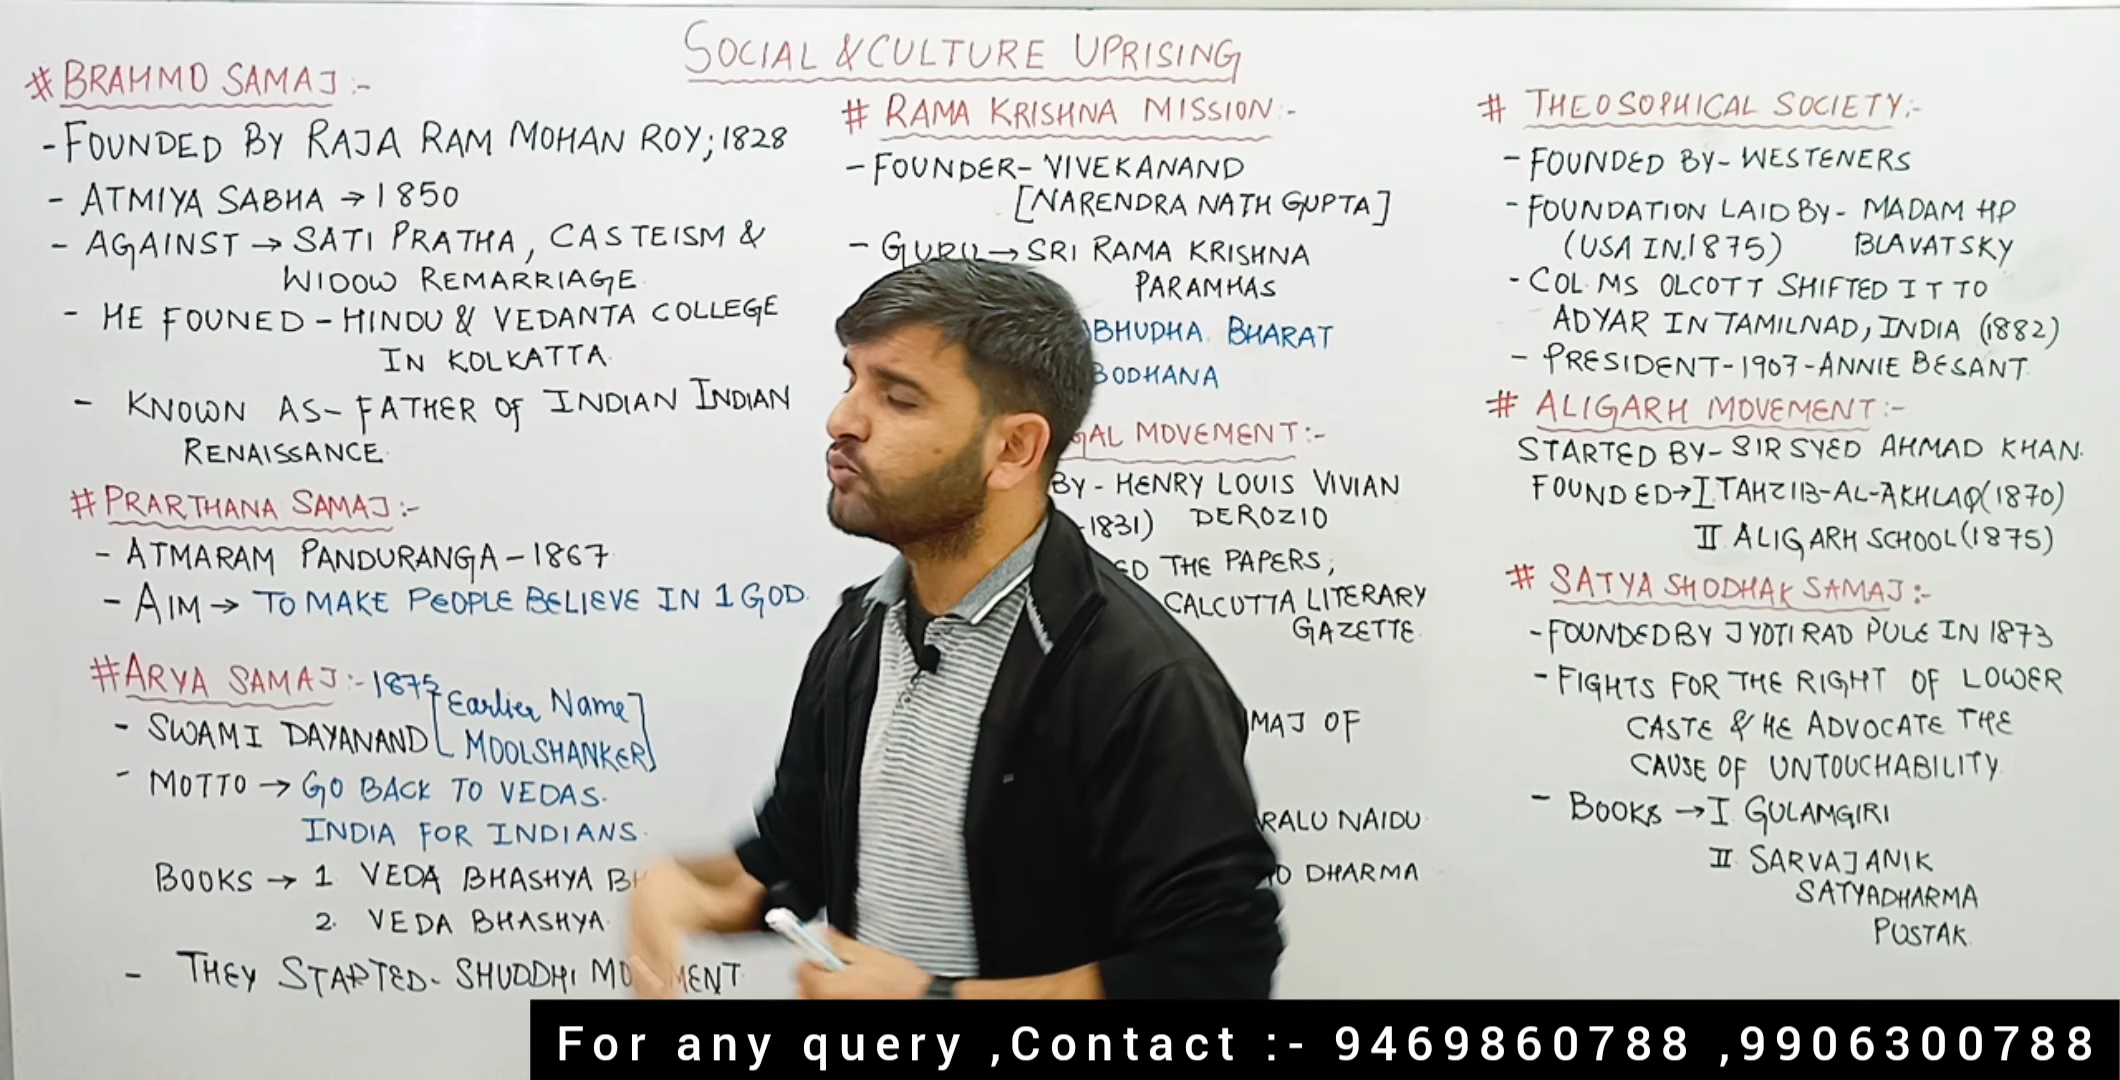 SOCIAL & CULTURE UPRISING
# BRAHMO SAMAJ :-
- FOUNDED BY RAJA RAM MOHAN ROY; 1828
- ATMIYA SABHA → 1850
- AGAINST → SATI PRATHA, CASTEISM &
WIDOW REMARRIAGE.
- HE FOUNED - HINDU & VEDANTA COLLEGE
IN KOLKATTA.
- KNOWN AS - FATHER OF INDIAN INDIAN
RENAISSANCE.
# PRARTHANA SAMAJ :-
- ATMARAM PANDURANGA - 1867
- AIM → TO MAKE PEOPLE BELIEVE IN 1 GOD.
# ARYA SAMAJ :- 1875
- SWAMI DAYANAND [Earlier Name]
[MOOLSHANKER]
- MOTTO → GO BACK TO VEDAS.
INDIA FOR INDIANS.
BOOKS → 1. VEDA BHASHYA
2. VEDA BHASHYA.
- THEY STARTED - SHUDDHI
# RAMA KRISHNA MISSION :-
- FOUNDER - VIVEKANAND
[NARENDRA NATH GUPTA]
- GURU → SRI RAMA KRISHNA
PARAMHAS
BHUDHA BHARAT
BODHANA
MOVEMENT :-
BY - HENRY LOUIS VIVIAN
1831) DEROZIO
THE PAPERS;
CALCUTTA LITERARY
GAZETTE.
OF
NAIDU
DHARMA
# THEOSOPHICAL SOCIETY :-
- FOUNDED BY - WESTENERS
- FOUNDATION LAID BY - MADAM HP
(USA IN. 1875) BLAVATSKY
- COL. MS OLCOTT SHIFTED IT TO
ADYAR IN TAMILNAD, INDIA (1882)
- PRESIDENT - 1907 - ANNIE BESANT.
# ALIGARH MOVEMENT :-
STARTED BY - SIR SYED AHMAD KHAN.
FOUNDED → I. TAHZIB-AL-AKHLAQ (1870)
II ALIGARH SCHOOL (1875)
# SATYA SHODHAK SAMAJ :-
- FOUNDED BY JYOTI RAD PULE IN 1873
- FIGHTS FOR THE RIGHT OF LOWER
CASTE & HE ADVOCATE THE
CAUSE OF UNTOUCHABILITY.
- BOOKS → I. GULAMGIRI
II. SARVAJANIK
SATYADHARMA
PUSTAK.
For any query ,Contact :- 9469860788 ,9906300788